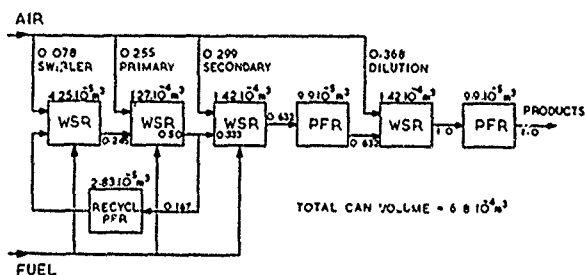 AIR
0.078
SWIRLER
0.255
PRIMARY
0.299
SECONDARY
0.368
DILUTION
4.25.10⁻⁵m³
1.27.10⁻⁴m³
1.42.10⁻⁴m³
9.9.10⁻⁵m³
1.42.10⁻⁴m³
9.9.10⁻⁵m³
WSR
WSR
WSR
PFR
WSR
PFR
PRODUCTS
0.245
0.50
0.333
0.632
0.632
1.0
1.0
2.83.10⁻⁵m³
RECYCL
PFR
0.167
TOTAL CAN VOLUME = 6.8.10⁻⁴m³
FUEL